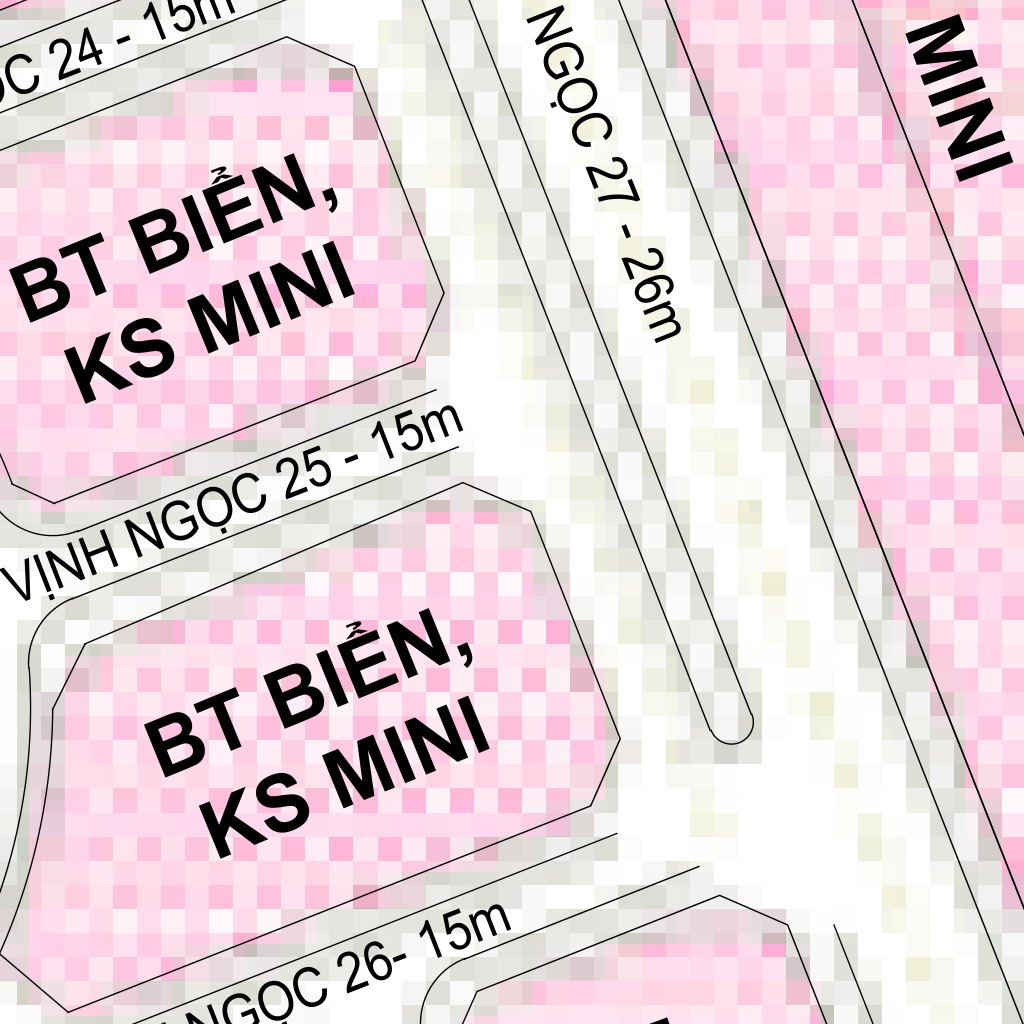 24 - 15m
NGỌC 27 - 26m
MINI
BT BIỂN,
KS MINI
VỊNH NGỌC 25 - 15m
BT BIỂN,
KS MINI
NGỌC 26- 15m